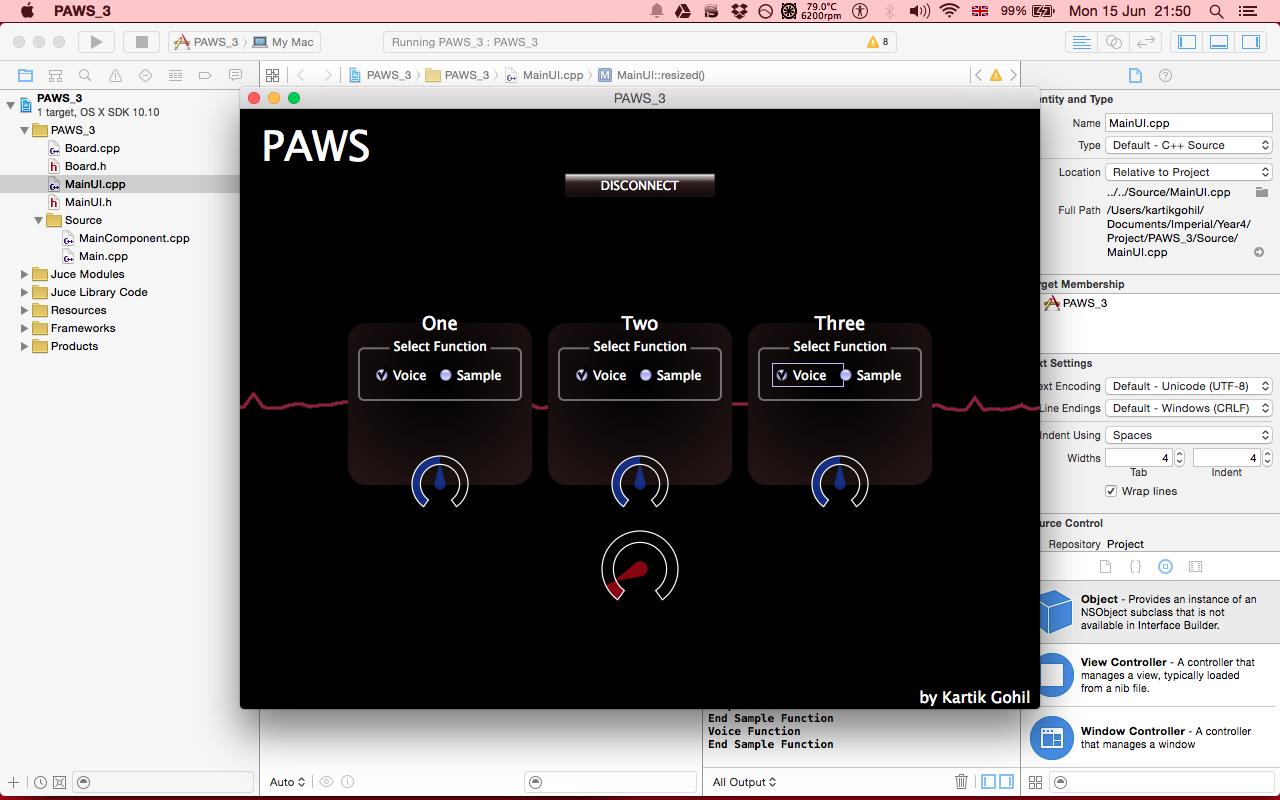 PAWS_3
79.0°C
6200rpm
99%
Mon 15 Jun 21:50
PAWS_3 My Mac
Running PAWS_3 : PAWS_3
8
PAWS_3 PAWS_3 MainUI.cpp M MainUI::resized()
PAWS_3
1 target, OS X SDK 10.10
PAWS_3
Board.cpp
Board.h
MainUI.cpp
MainUI.h
Source
MainComponent.cpp
Main.cpp
Juce Modules
Juce Library Code
Resources
Frameworks
Products
PAWS_3
PAWS
DISCONNECT
One
Select Function
Voice Sample
Two
Select Function
Voice Sample
Three
Select Function
Voice Sample
by Kartik Gohil
End Sample Function
Voice Function
End Sample Function
Auto
All Output
entity and Type
Name MainUI.cpp
Type Default - C++ Source
Location Relative to Project
../../Source/MainUI.cpp
Full Path /Users/kartikgohil/
Documents/Imperial/Year4/
Project/PAWS_3/Source/
MainUI.cpp
rget Membership
PAWS_3
xt Settings
ext Encoding Default - Unicode (UTF-8)
Line Endings Default - Windows (CRLF)
Indent Using Spaces
Widths 4 4
Tab Indent
Wrap lines
urce Control
Repository Project
Object - Provides an instance of an
NSObject subclass that is not
available in Interface Builder.
View Controller - A controller that
manages a view, typically loaded
from a nib file.
Window Controller - A controller
that manages a window